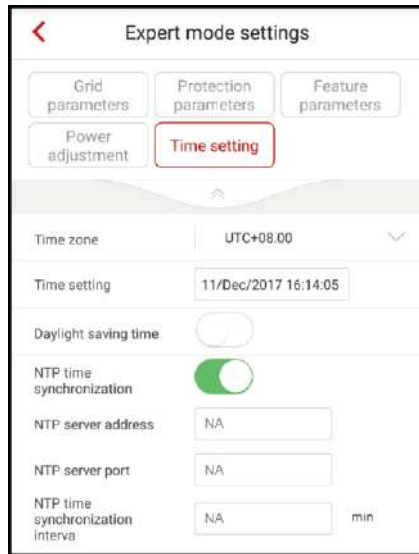 Expert mode settings
Grid
parameters
Protection
parameters
Feature
parameters
Power
adjustment
Time setting
Time zone
UTC+08.00
Time setting
11/Dec/2017 16:14:05
Daylight saving time
NTP time
synchronization
NTP server address
NA
NTP server port
NA
NTP time
synchronization
interva
NA
min